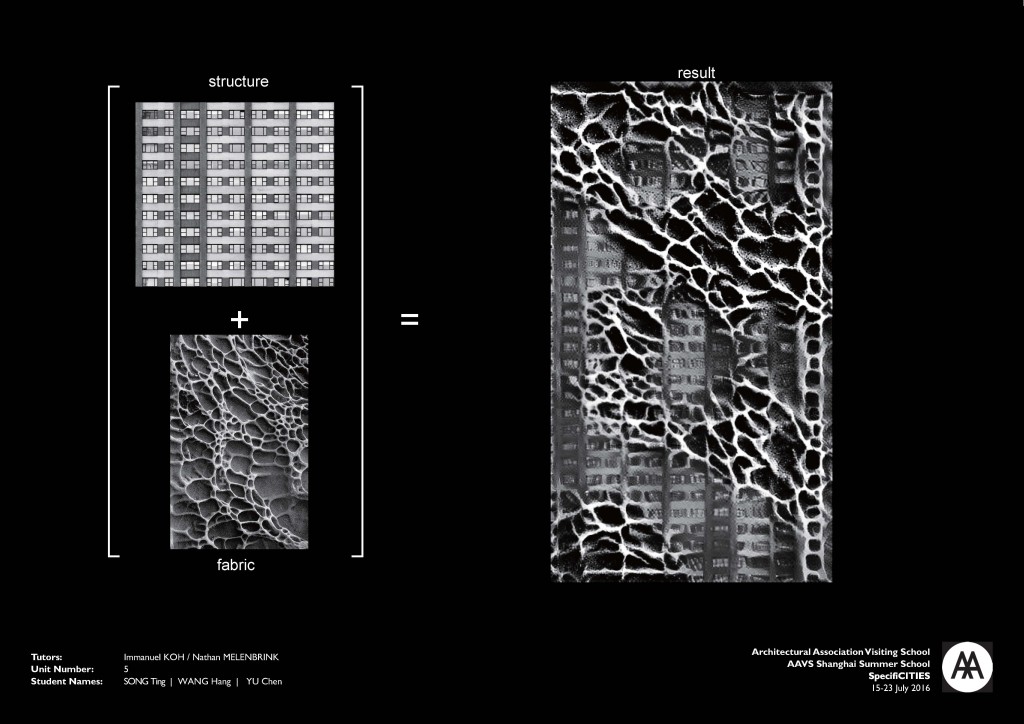 structure
+
fabric
=
result
Tutors: Immanuel KOH / Nathan MELENBRINK
Unit Number: 5
Student Names: SONG Ting | WANG Hang | YU Chen
Architectural Association Visiting School
AAVS Shanghai Summer School
SpecifiCITIES
15-23 July 2016
AA